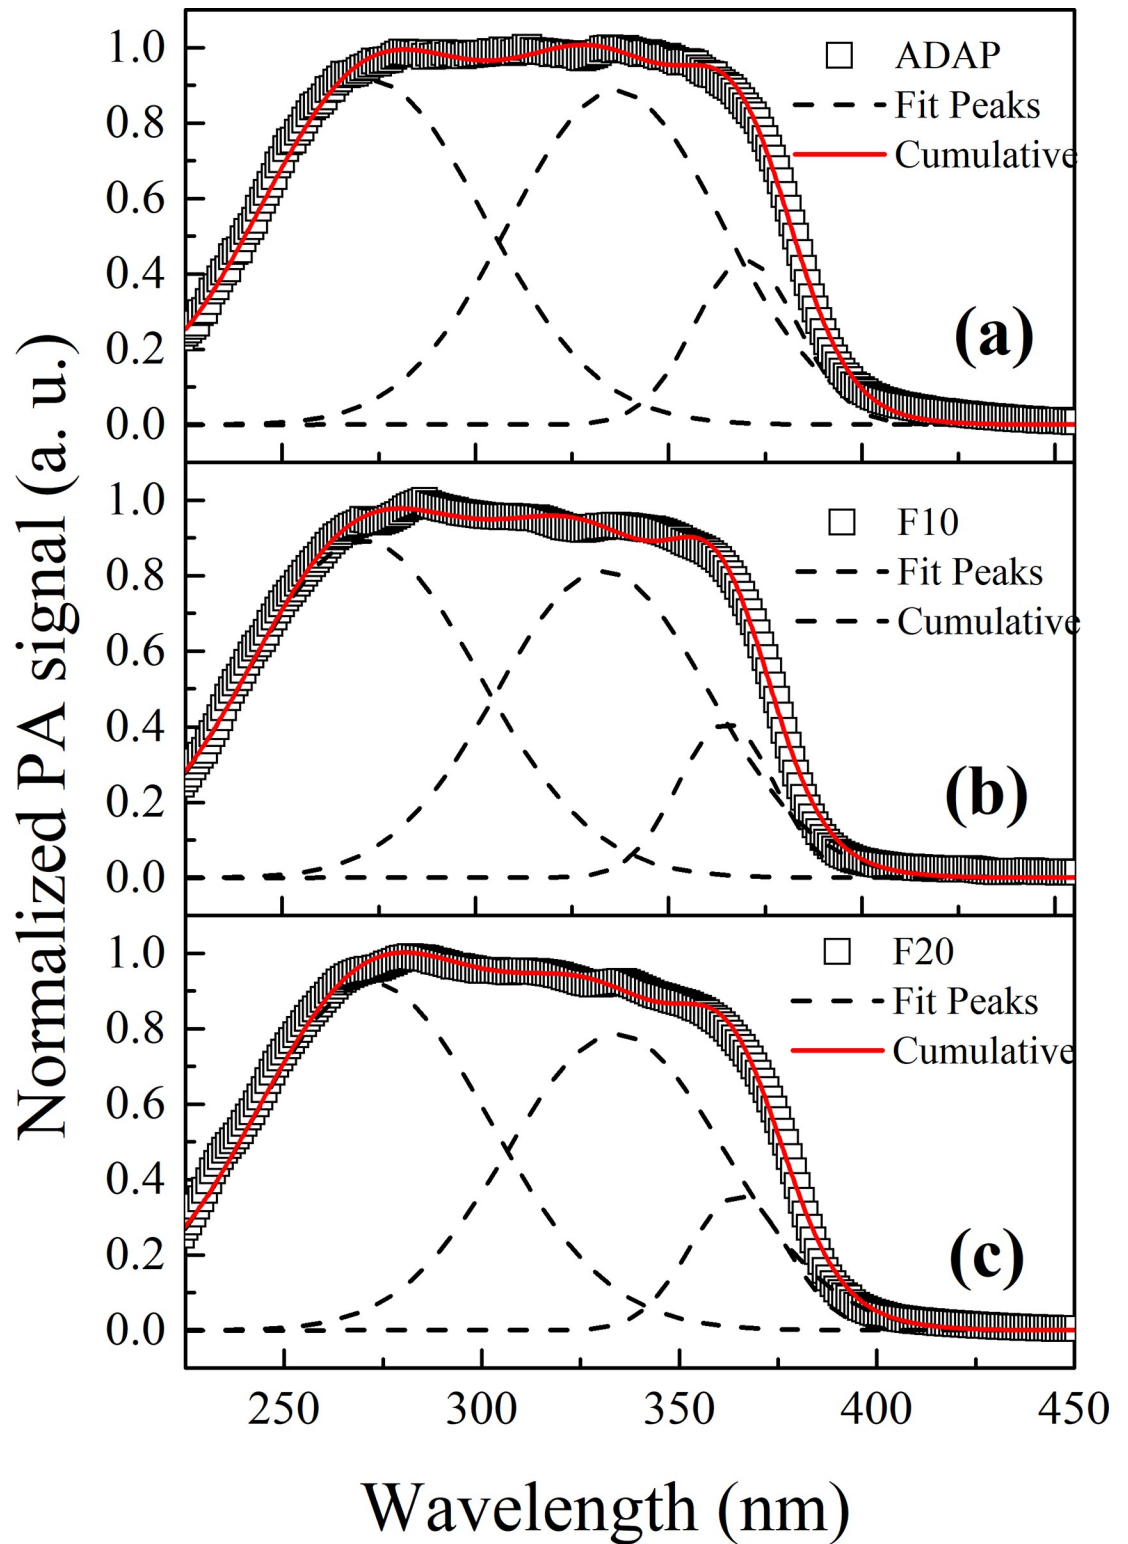 Normalized PA signal (a. u.)
1.0
0.8
0.6
0.4
0.2
0.0
ADAP
Fit Peaks
Cumulative
(a)
1.0
0.8
0.6
0.4
0.2
0.0
F10
Fit Peaks
Cumulative
(b)
1.0
0.8
0.6
0.4
0.2
0.0
F20
Fit Peaks
Cumulative
(c)
250 300 350 400 450
Wavelength (nm)